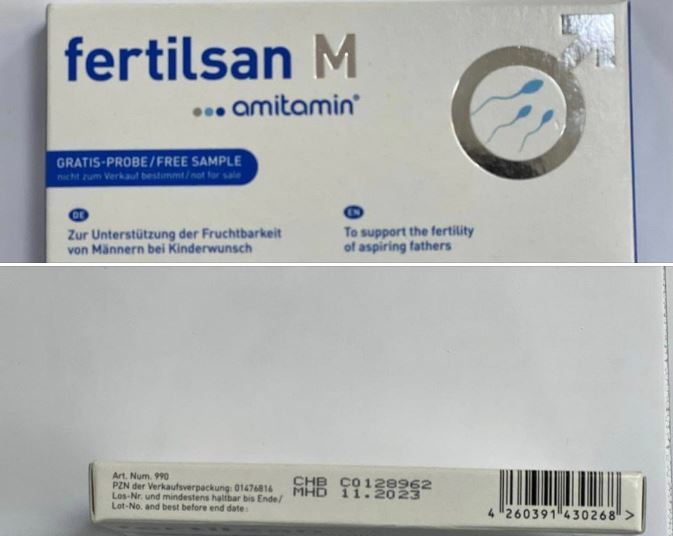 fertilsan M
amitamin®
GRATIS-PROBE/FREE SAMPLE
nicht zum Verkauf bestimmt/not for sale
DE
Zur Unterstützung der Fruchtbarkeit
von Männern bei Kinderwunsch
EN
To support the fertility
of aspiring fathers
Art. Num. 990
PZN der Verkaufsverpackung: 01476816
Los-Nr. und mindestens haltbar bis Ende/
Lot-No. and best before end date:
CHB C0128962
MHD 11.2023
4 260391 430268 >